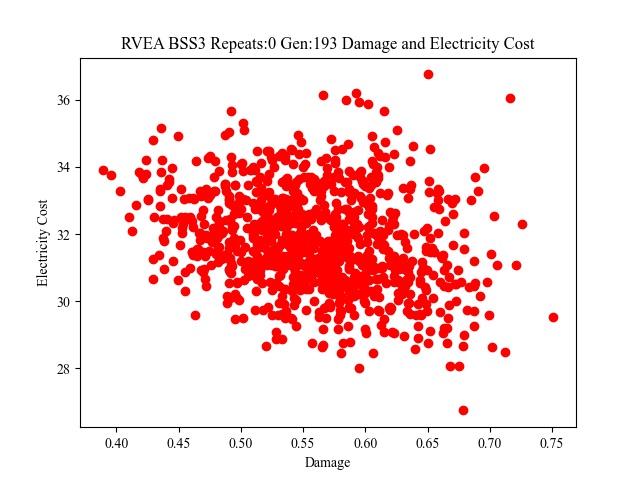 RVEA BSS3 Repeats:0 Gen:193 Damage and Electricity Cost
Electricity Cost
36
34
32
30
28
0.40 0.45 0.50 0.55 0.60 0.65 0.70 0.75
Damage